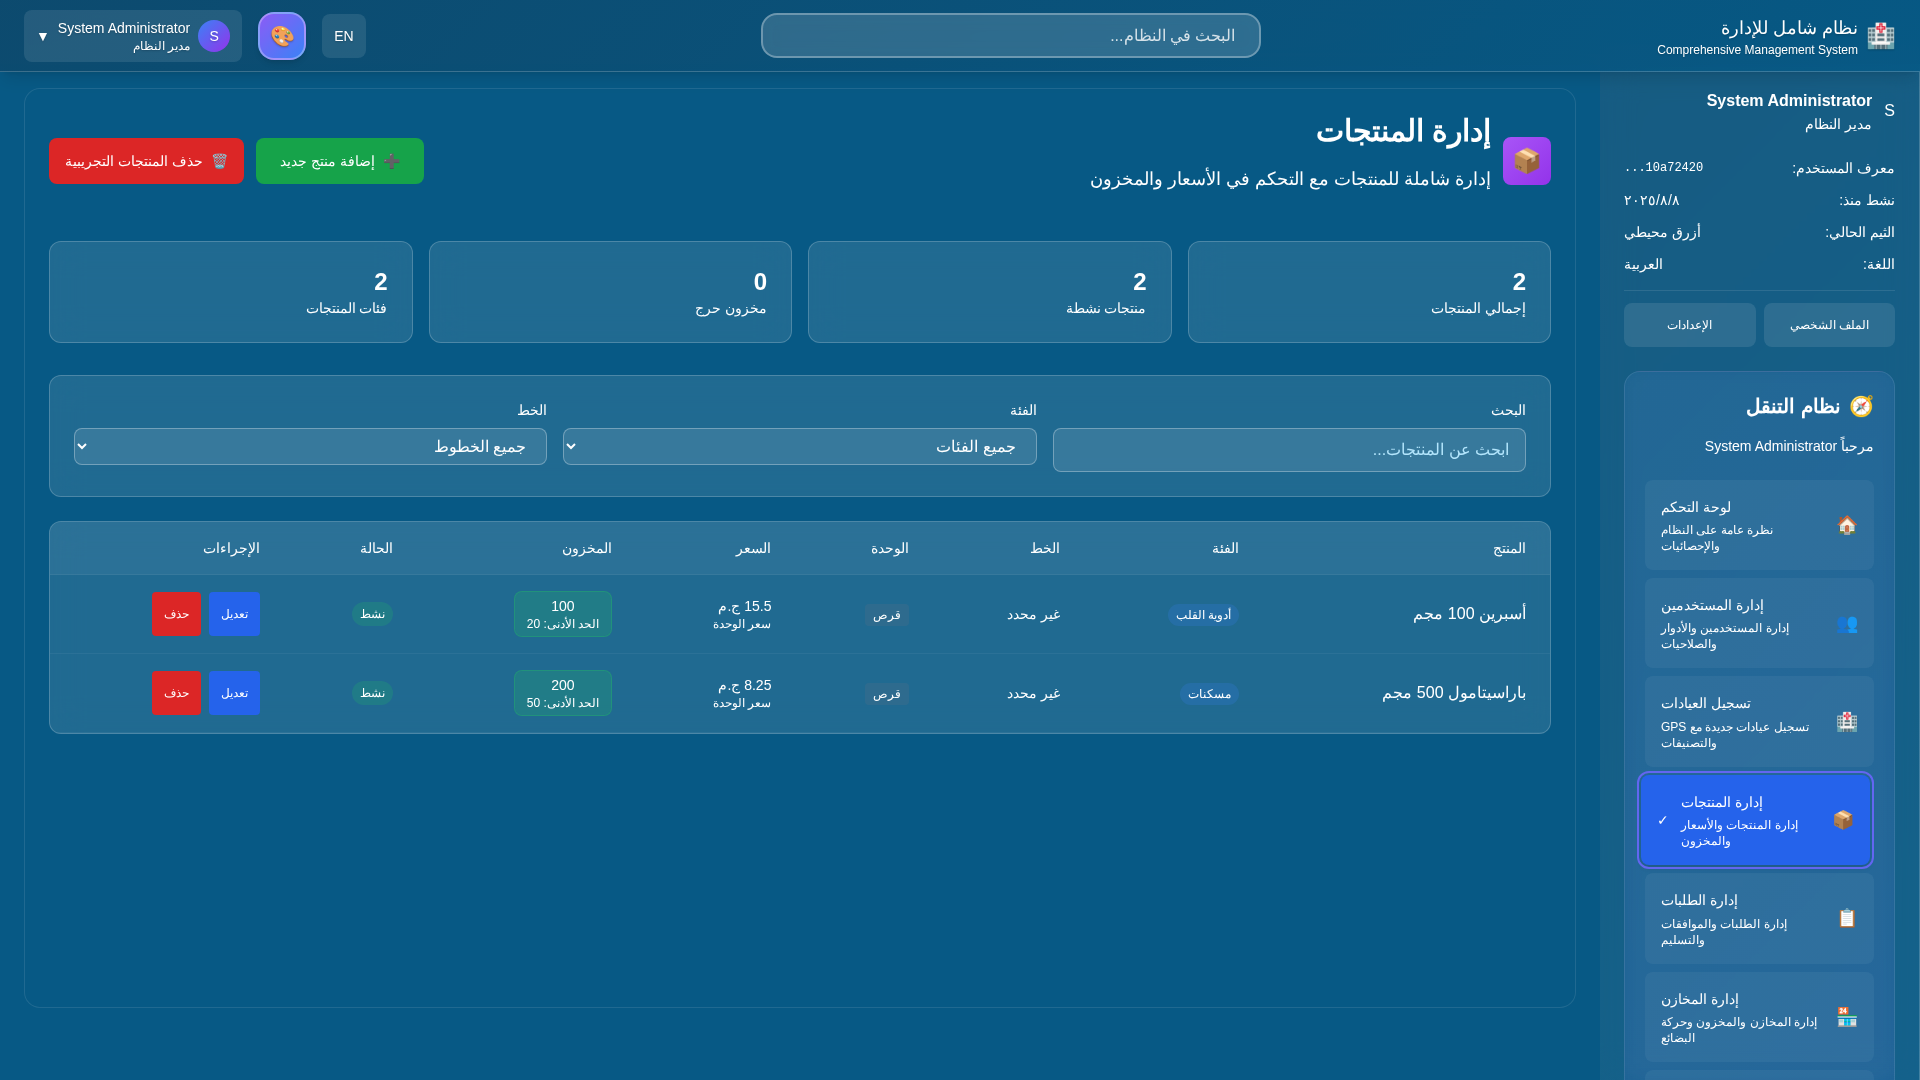 نظام شامل للإدارة
Comprehensive Management System
البحث في النظام...
EN
S
System Administrator
مدير النظام
▼
S
System Administrator
مدير النظام
معرف المستخدم: 10a72420...
نشط منذ: ٢٠٢٥/٨/٨
الثيم الحالي: أزرق محيطي
اللغة: العربية
الملف الشخصي
الإعدادات
نظام التنقل
مرحباً System Administrator
لوحة التحكم
نظرة عامة على النظام
والإحصائيات
إدارة المستخدمين
إدارة المستخدمين والأدوار
والصلاحيات
تسجيل العيادات
تسجيل عيادات جديدة مع GPS
والتصنيفات
إدارة المنتجات
إدارة المنتجات والأسعار
والمخزون
✓
إدارة الطلبات
إدارة الطلبات والموافقات
والتسليم
إدارة المخازن
إدارة المخازن والمخزون وحركة
البضائع
إدارة المنتجات
إدارة شاملة للمنتجات مع التحكم في الأسعار والمخزون
➕ إضافة منتج جديد
حذف المنتجات التجريبية
2
إجمالي المنتجات
2
منتجات نشطة
0
مخزون حرج
2
فئات المنتجات
البحث
ابحث عن المنتجات...
الفئة
جميع الفئات
الخط
جميع الخطوط
المنتج الفئة الخط الوحدة السعر المخزون الحالة الإجراءات
أسبرين 100 مجم
أدوية القلب
غير محدد
قرص
15.5 ج.م
سعر الوحدة
100
الحد الأدنى: 20
نشط
تعديل
حذف
باراسيتامول 500 مجم
مسكنات
غير محدد
قرص
8.25 ج.م
سعر الوحدة
200
الحد الأدنى: 50
نشط
تعديل
حذف